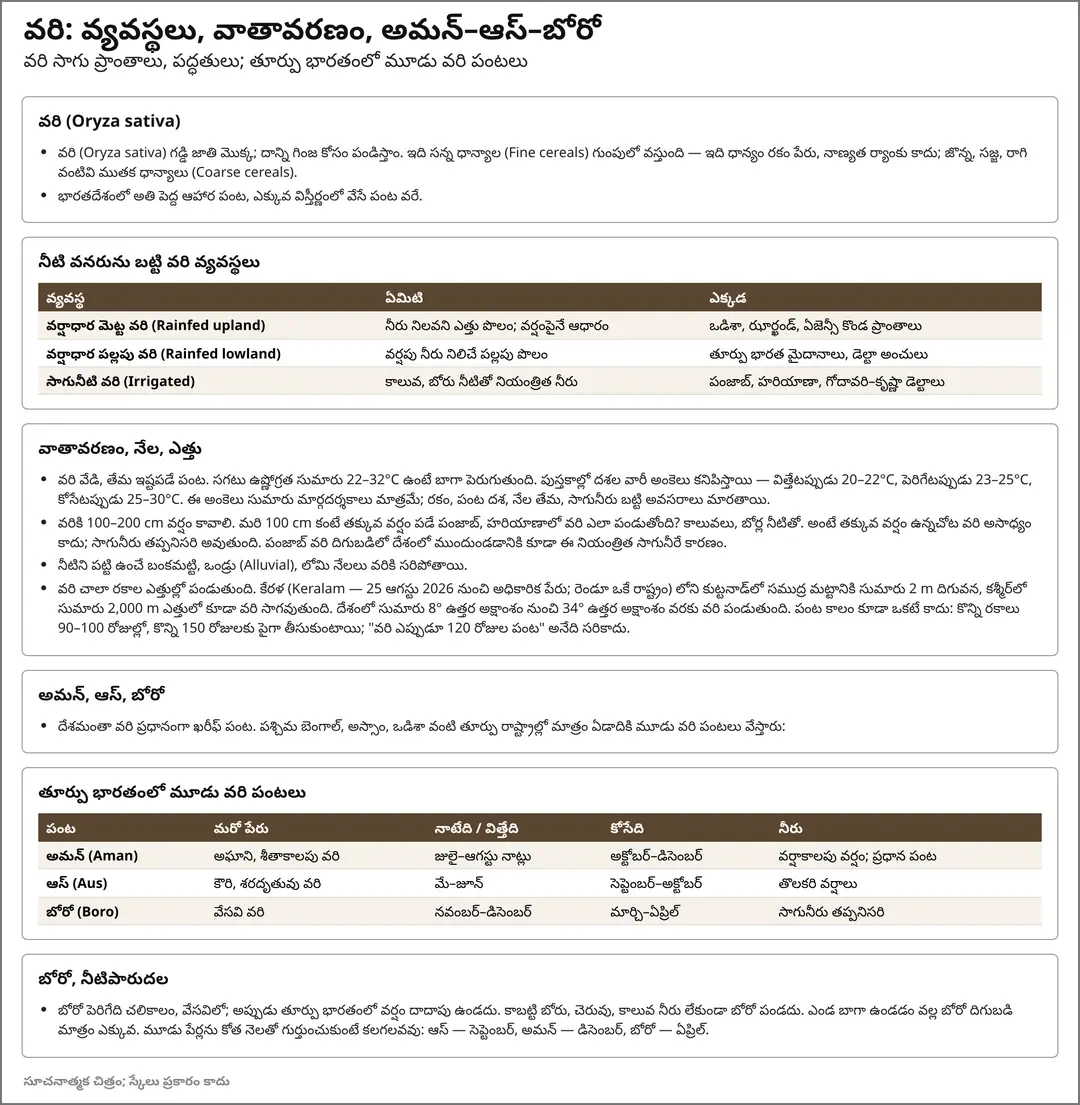 వరి: వ్యవస్థలు, వాతావరణం, అమన్–ఆస్–బోరో
వరి సాగు ప్రాంతాలు, పద్ధతులు; తూర్పు భారతంలో మూడు వరి పంటలు
వరి (Oryza sativa)
• వరి (Oryza sativa) గడ్డి జాతి మొక్క; దాన్ని గింజ కోసం పండిస్తాం. ఇది సన్న ధాన్యాల (Fine cereals) గుంపులో వస్తుంది — ఇది ధాన్యం రకం పేరు, నాణ్యత ర్యాంకు కాదు; జొన్న, సజ్జ, రాగి
వంటివి ముతక ధాన్యాలు (Coarse cereals).
• భారతదేశంలో అతి పెద్ద ఆహార పంట, ఎక్కువ విస్తీర్ణంలో వేసే పంట వరే.
నీటి వనరును బట్టి వరి వ్యవస్థలు
వ్యవస్థ ఏమిటి ఎక్కడ
వర్షాధార మెట్ట వరి (Rainfed upland) నీరు నిలవని ఎత్తు పొలం; వర్షంపైనే ఆధారం ఒడిశా, ఝార్ఖండ్, ఏజెన్సీ కొండ ప్రాంతాలు
వర్షాధార పల్లపు వరి (Rainfed lowland) వర్షపు నీరు నిలిచే పల్లపు పొలం తూర్పు భారత మైదానాలు, డెల్టా అంచులు
సాగునీటి వరి (Irrigated) కాలువ, బోరు నీటితో నియంత్రిత నీరు పంజాబ్, హరియాణా, గోదావరి–కృష్ణా డెల్టాలు
వాతావరణం, నేల, ఎత్తు
• వరి వేడి, తేమ ఇష్టపడే పంట. సగటు ఉష్ణోగ్రత సుమారు 22–32°C ఉంటే బాగా పెరుగుతుంది. పుస్తకాల్లో దశల వారీ అంకెలు కనిపిస్తాయి — విత్తేటప్పుడు 20–22°C, పెరిగేటప్పుడు 23–25°C,
కోసేటప్పుడు 25–30°C. ఈ అంకెలు సుమారు మార్గదర్శకాలు మాత్రమే; రకం, పంట దశ, నేల తేమ, సాగునీరు బట్టి అవసరాలు మారతాయి.
• వరికి 100–200 cm వర్షం కావాలి. మరి 100 cm కంటే తక్కువ వర్షం పడే పంజాబ్, హరియాణాలో వరి ఎలా పండుతోంది? కాలువలు, బోర్ల నీటితో. అంటే తక్కువ వర్షం ఉన్నచోట వరి అసాధ్యం
కాదు; సాగునీరు తప్పనిసరి అవుతుంది. పంజాబ్ వరి దిగుబడిలో దేశంలో ముందుండడానికి కూడా ఈ నియంత్రిత సాగునీరే కారణం.
• నీటిని పట్టి ఉంచే బంకమట్టి, ఒండ్రు (Alluvial), లోమి నేలలు వరికి సరిపోతాయి.
• వరి చాలా రకాల ఎత్తుల్లో పండుతుంది. కేరళ (Keralam — 25 ఆగస్టు 2026 నుంచి అధికారిక పేరు; రెండూ ఒకే రాష్ట్రం) లోని కుట్టనాడ్‌లో సముద్ర మట్టానికి సుమారు 2 m దిగువన, కశ్మీర్‌లో
సుమారు 2,000 m ఎత్తులో కూడా వరి సాగవుతుంది. దేశంలో సుమారు 8° ఉత్తర అక్షాంశం నుంచి 34° ఉత్తర అక్షాంశం వరకు వరి పండుతుంది. పంట కాలం కూడా ఒకటే కాదు: కొన్ని రకాలు
90–100 రోజుల్లో, కొన్ని 150 రోజులకు పైగా తీసుకుంటాయి; "వరి ఎప్పుడూ 120 రోజుల పంట" అనేది సరికాదు.
అమన్, ఆస్, బోరో
• దేశమంతా వరి ప్రధానంగా ఖరీఫ్ పంట. పశ్చిమ బెంగాల్, అస్సాం, ఒడిశా వంటి తూర్పు రాష్ట్రాల్లో మాత్రం ఏడాదికి మూడు వరి పంటలు వేస్తారు:
తూర్పు భారతంలో మూడు వరి పంటలు
పంట మరో పేరు నాటేది / విత్తేది కోసేది నీరు
అమన్ (Aman) అఘాని, శీతాకాలపు వరి జులై–ఆగస్టు నాట్లు అక్టోబర్–డిసెంబర్ వర్షాకాలపు వర్షం; ప్రధాన పంట
ఆస్ (Aus) కౌరి, శరదృతువు వరి మే–జూన్ సెప్టెంబర్–అక్టోబర్ తొలకరి వర్షాలు
బోరో (Boro) వేసవి వరి నవంబర్–డిసెంబర్ మార్చి–ఏప్రిల్ సాగునీరు తప్పనిసరి
బోరో, నీటిపారుదల
• బోరో పెరిగేది చలికాలం, వేసవిలో; అప్పుడు తూర్పు భారతంలో వర్షం దాదాపు ఉండదు. కాబట్టి బోరు, చెరువు, కాలువ నీరు లేకుండా బోరో పండదు. ఎండ బాగా ఉండడం వల్ల బోరో దిగుబడి
మాత్రం ఎక్కువ. మూడు పేర్లను కోత నెలతో గుర్తుంచుకుంటే కలగలవవు: ఆస్ — సెప్టెంబర్, అమన్ — డిసెంబర్, బోరో — ఏప్రిల్.
సూచనాత్మక చిత్రం; స్కేలు ప్రకారం కాదు